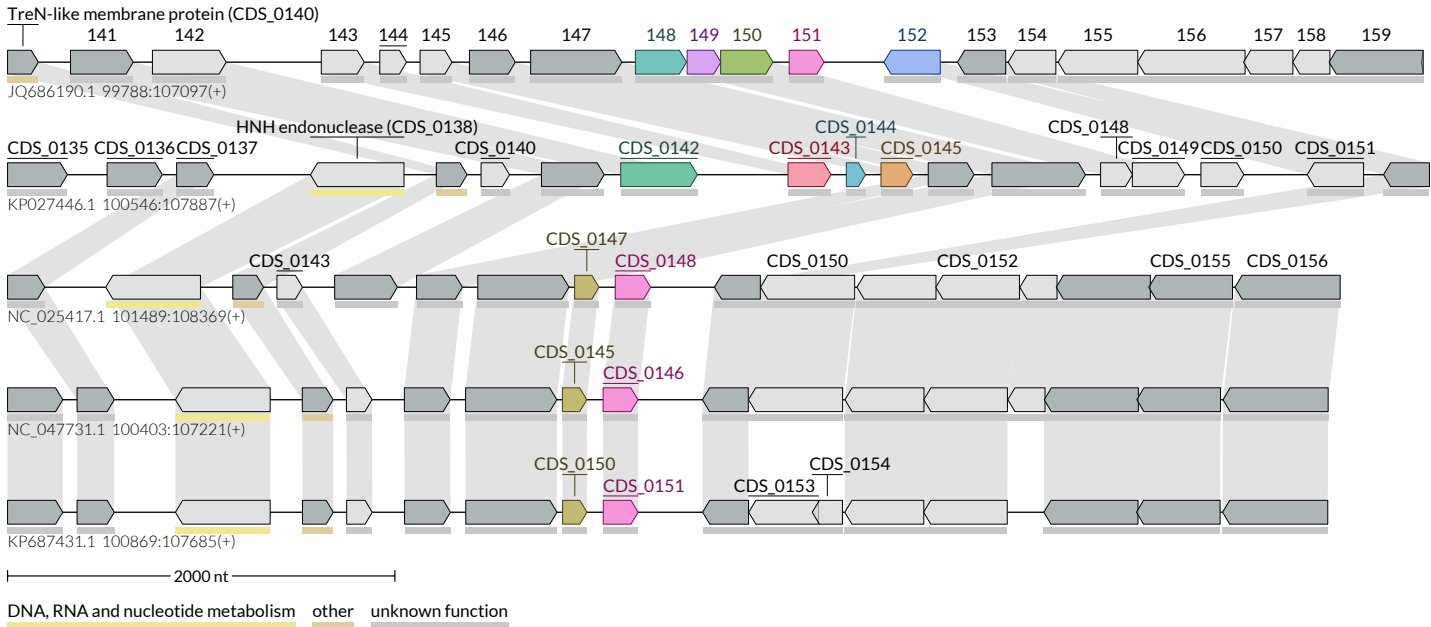 TreN-like membrane protein (CDS_0140)
141 142 143 144 145 146 147 148 149 150 151 152 153 154 155 156 157 158 159
JQ686190.1 99788:107097(+)
HNH endonuclease (CDS_0138) CDS_0144 CDS_0148
CDS_0135 CDS_0136 CDS_0137 CDS_0140 CDS_0142 CDS_0143 CDS_0145 CDS_0149 CDS_0150 CDS_0151
KP027446.1 100546:107887(+)
CDS_0147
CDS_0143 CDS_0148 CDS_0150 CDS_0152 CDS_0155 CDS_0156
NC_025417.1 101489:108369(+)
CDS_0145
CDS_0146
NC_047731.1 100403:107221(+)
CDS_0150 CDS_0154
CDS_0151 CDS_0153
KP687431.1 100869:107685(+)
2000 nt
DNA, RNA and nucleotide metabolism other unknown function